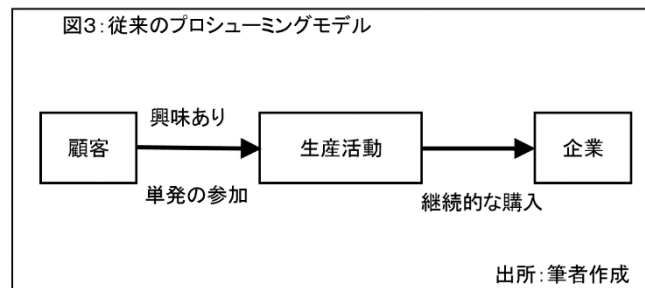 図3:従来のプロシューミングモデル
興味あり
顧客
生産活動
企業
単発の参加
継続的な購入
出所:筆者作成